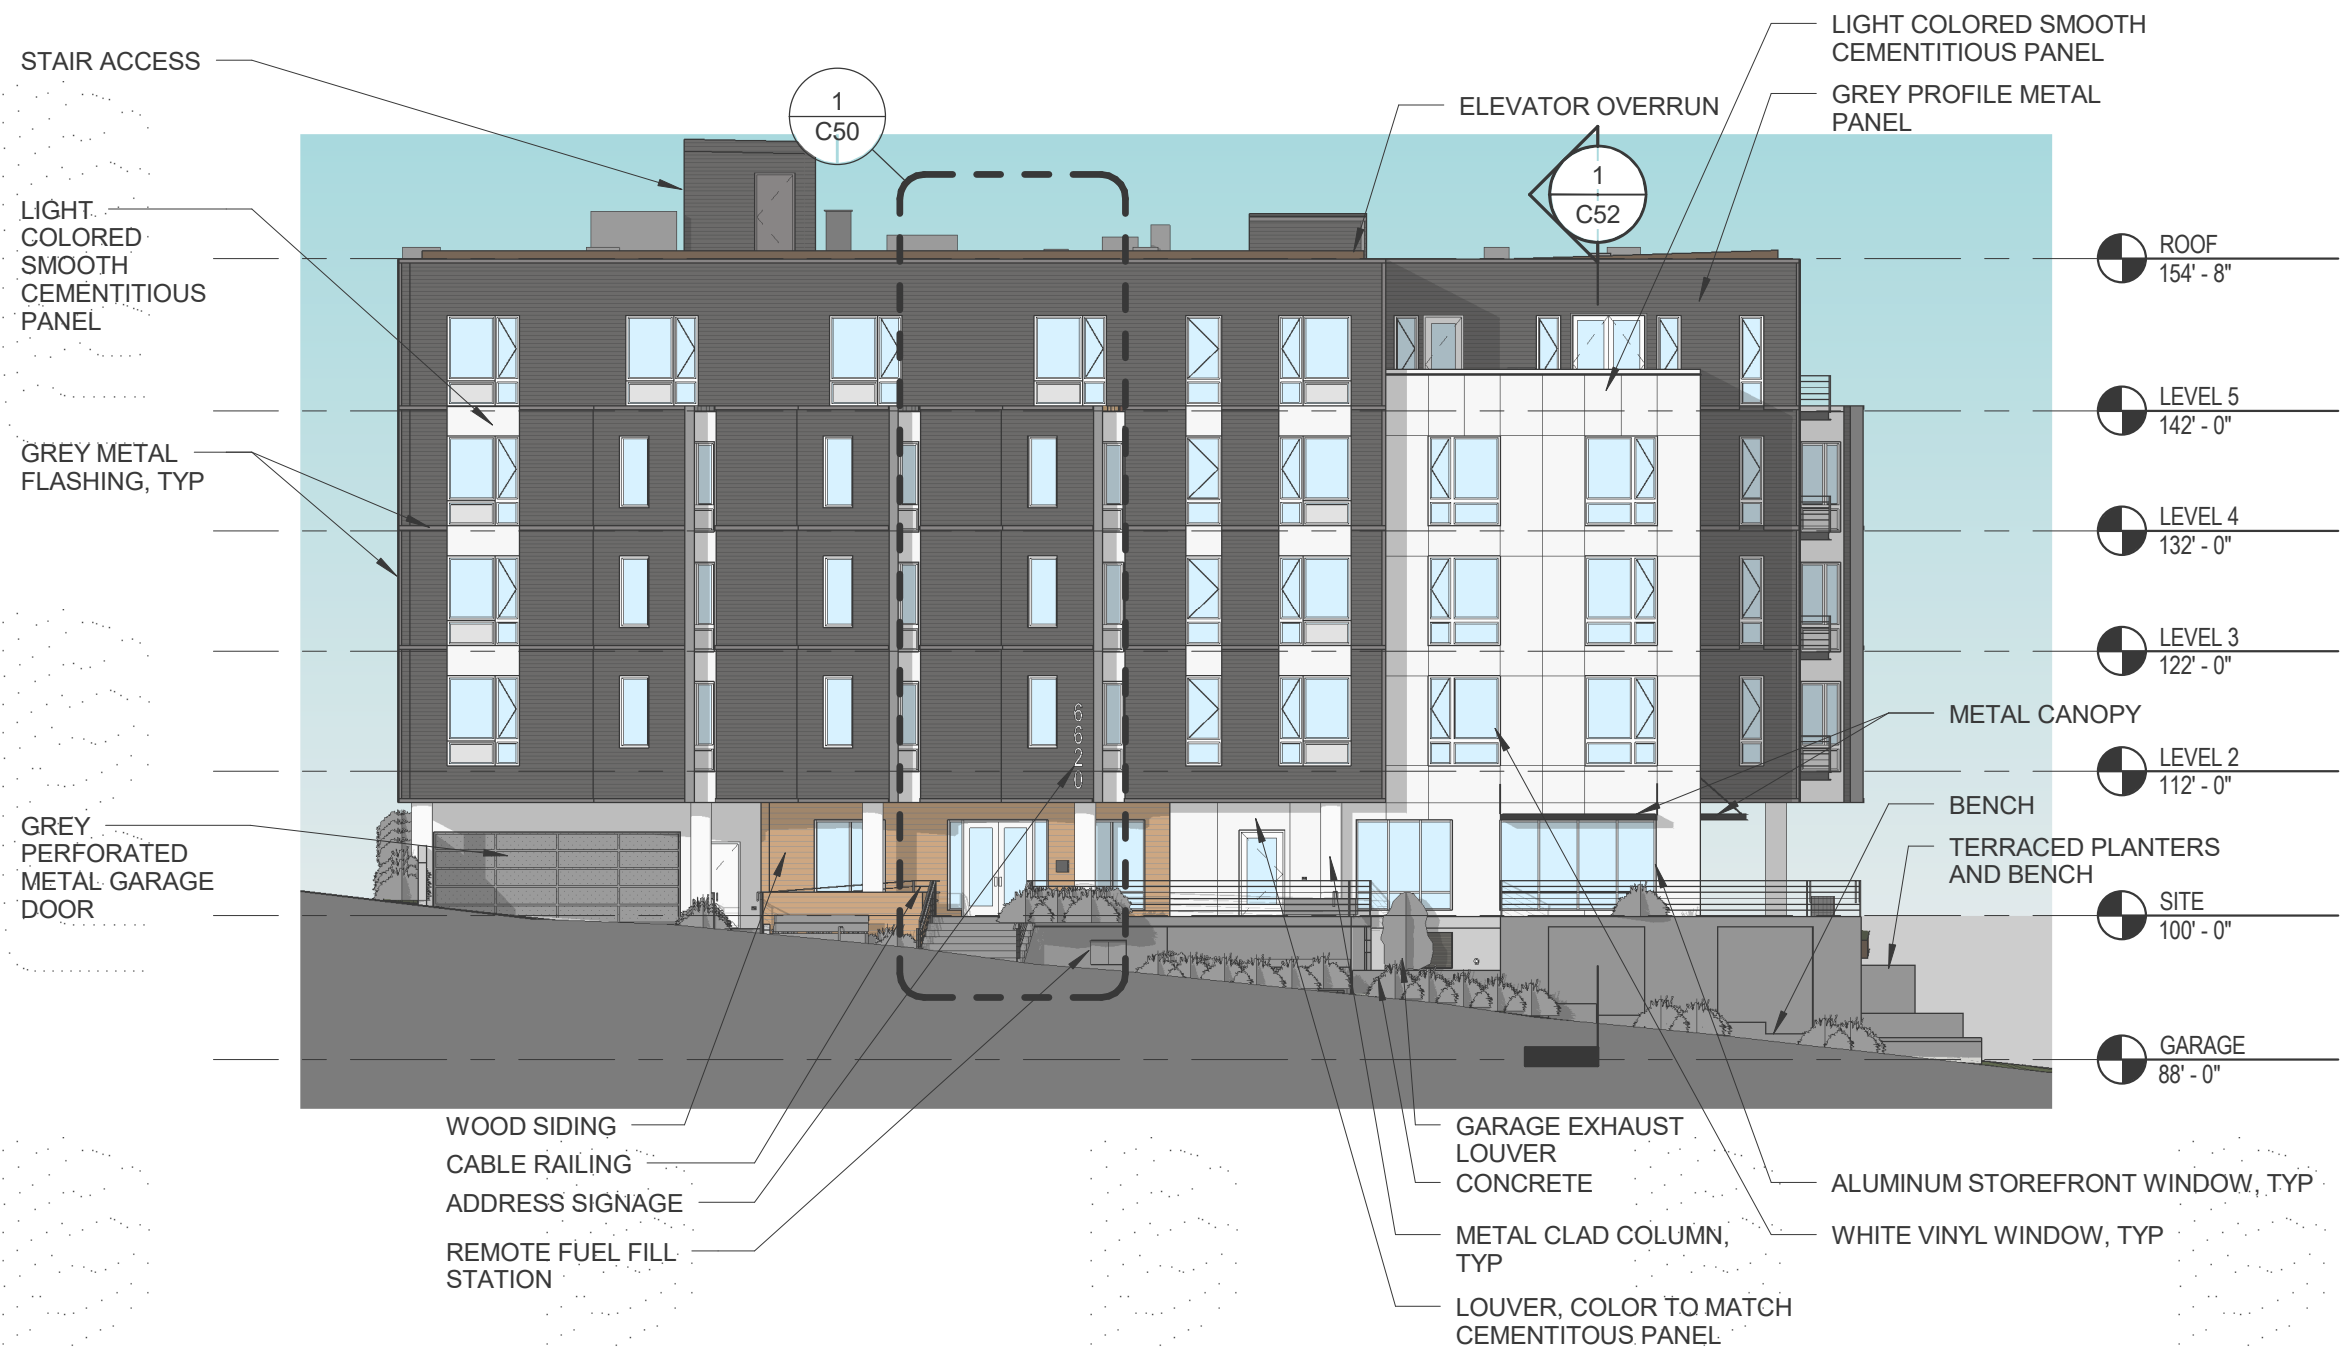 STAIR ACCESS
LIGHT
COLORED
SMOOTH
CEMENTITIOUS
PANEL
GREY METAL
FLASHING, TYP
GREY
PERFORATED
METAL GARAGE
DOOR
1
C50
ELEVATOR OVERRUN
1
C52
LIGHT COLORED SMOOTH
CEMENTITIOUS PANEL
GREY PROFILE METAL
PANEL
ROOF
154' - 8"
LEVEL 5
142' - 0"
LEVEL 4
132' - 0"
LEVEL 3
122' - 0"
METAL CANOPY
LEVEL 2
112' - 0"
BENCH
TERRACED PLANTERS
AND BENCH
SITE
100' - 0"
GARAGE
88' - 0"
6620
WOOD SIDING
CABLE RAILING
ADDRESS SIGNAGE
REMOTE FUEL FILL
STATION
GARAGE EXHAUST
LOUVER
CONCRETE
METAL CLAD COLUMN,
TYP
LOUVER, COLOR TO MATCH
CEMENTITOUS PANEL
ALUMINUM STOREFRONT WINDOW, TYP
WHITE VINYL WINDOW, TYP